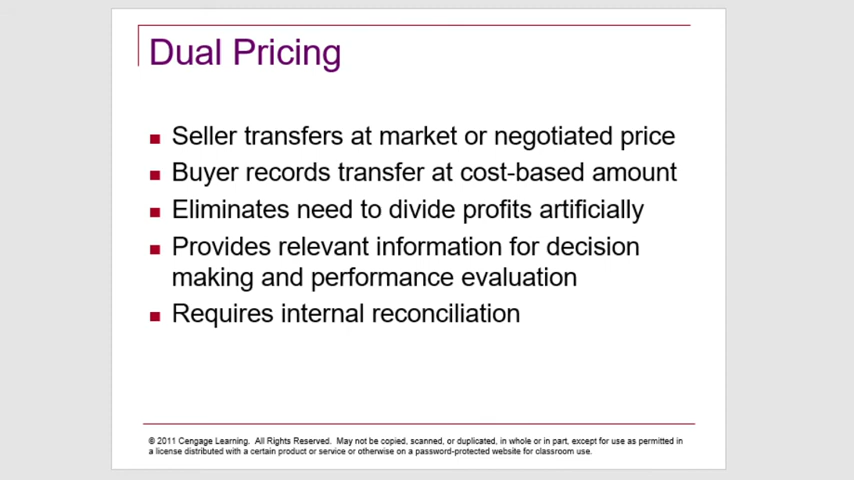 Dual Pricing
Seller transfers at market or negotiated price
Buyer records transfer at cost-based amount
Eliminates need to divide profits artificially
Provides relevant information for decision
making and performance evaluation
Requires internal reconciliation
© 2011 Cengage Learning. All Rights Reserved. May not be copied, scanned, or duplicated, in whole or in part, except for use as permitted in
a license distributed with a certain product or service or otherwise on a password-protected website for classroom use.